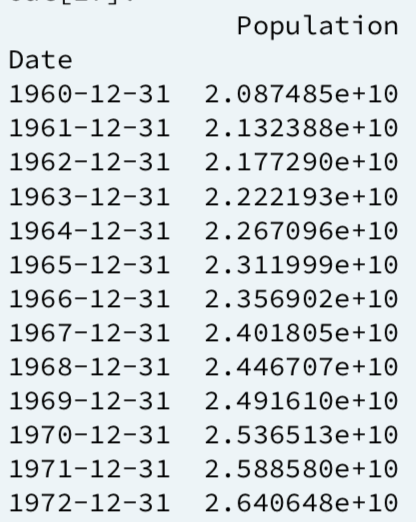 Population
Date
1960-12-31 2.087485e+10
1961-12-31 2.132388e+10
1962-12-31 2.177290e+10
1963-12-31 2.222193e+10
1964-12-31 2.267096e+10
1965-12-31 2.311999e+10
1966-12-31 2.356902e+10
1967-12-31 2.401805e+10
1968-12-31 2.446707e+10
1969-12-31 2.491610e+10
1970-12-31 2.536513e+10
1971-12-31 2.588580e+10
1972-12-31 2.640648e+10